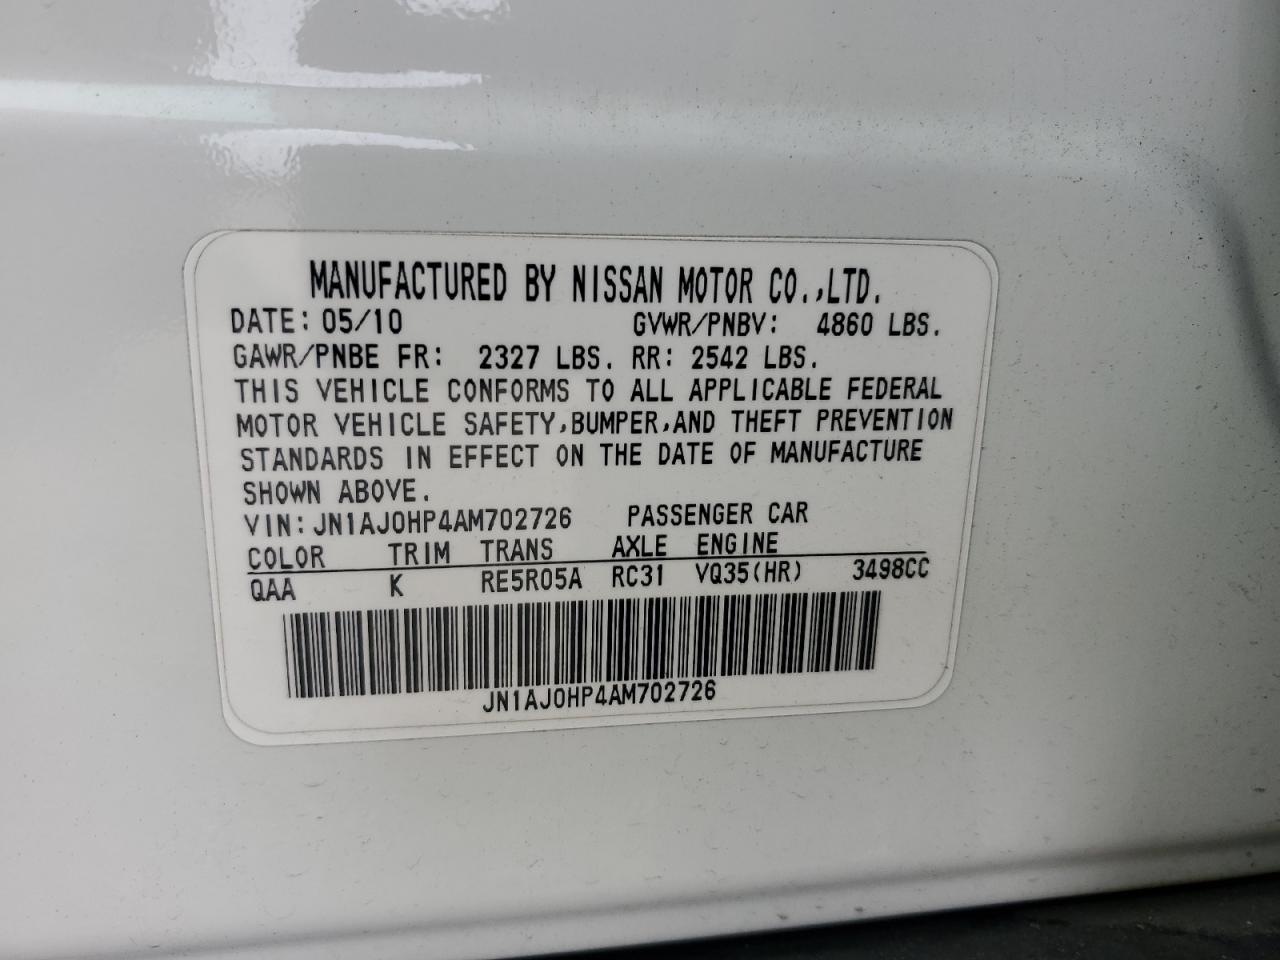 MANUFACTURED BY NISSAN MOTOR CO.,LTD.
DATE: 05/10 GVWR/PNBV: 4860 LBS.
GAWR/PNBE FR: 2327 LBS. RR: 2542 LBS.
THIS VEHICLE CONFORMS TO ALL APPLICABLE FEDERAL
MOTOR VEHICLE SAFETY,BUMPER,AND THEFT PREVENTION
STANDARDS IN EFFECT ON THE DATE OF MANUFACTURE
SHOWN ABOVE.
VIN: JN1AJ0HP4AM702726 PASSENGER CAR
COLOR TRIM TRANS AXLE ENGINE
QAA K RE5R05A RC31 VQ35(HR) 3498CC
JN1AJ0HP4AM702726